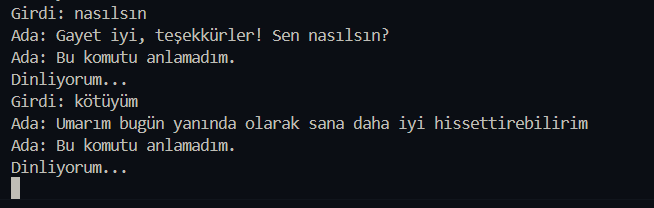 Girdi: nasılsın
Ada: Gayet iyi, teşekkürler! Sen nasılsın?
Ada: Bu komutu anlamadım.
Dinliyorum...
Girdi: kötüyüm
Ada: Umarım bugün yanında olarak sana daha iyi hissettirebilirim
Ada: Bu komutu anlamadım.
Dinliyorum...